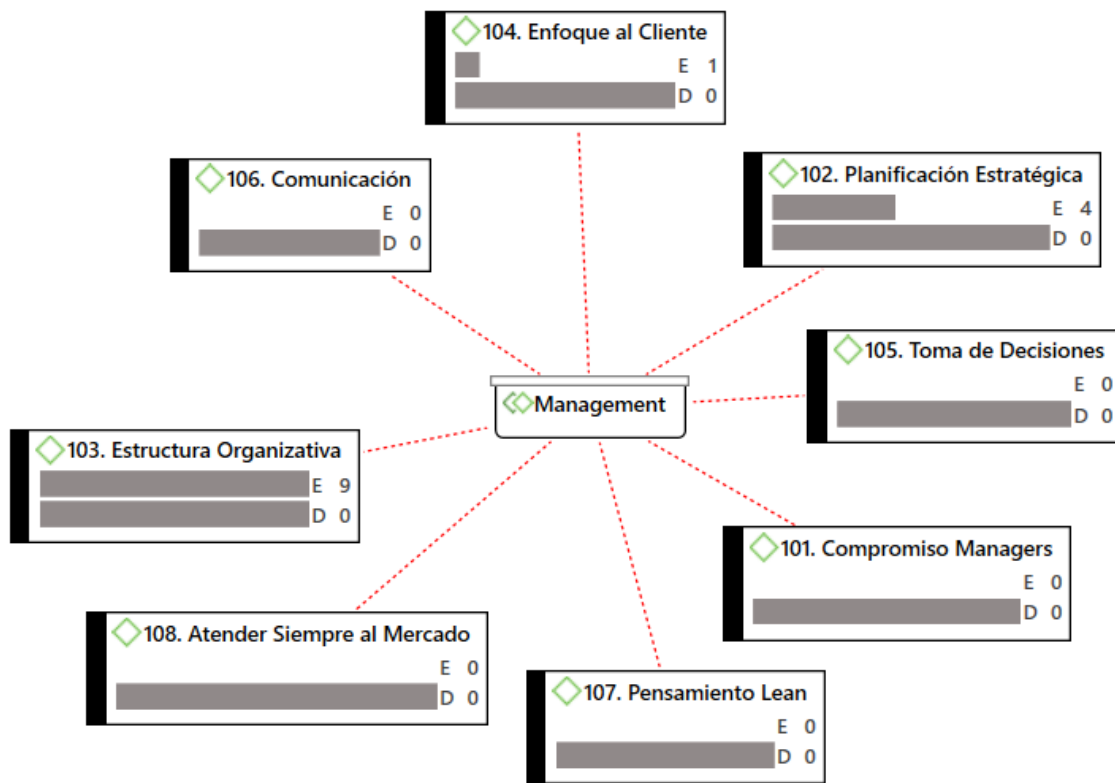 104. Enfoque al Cliente
E 1
D 0
106. Comunicación
E 0
D 0
102. Planificación Estratégica
E 4
D 0
105. Toma de Decisiones
E 0
D 0
Management
103. Estructura Organizativa
E 9
D 0
101. Compromiso Managers
E 0
D 0
108. Atender Siempre al Mercado
E 0
D 0
107. Pensamiento Lean
E 0
D 0